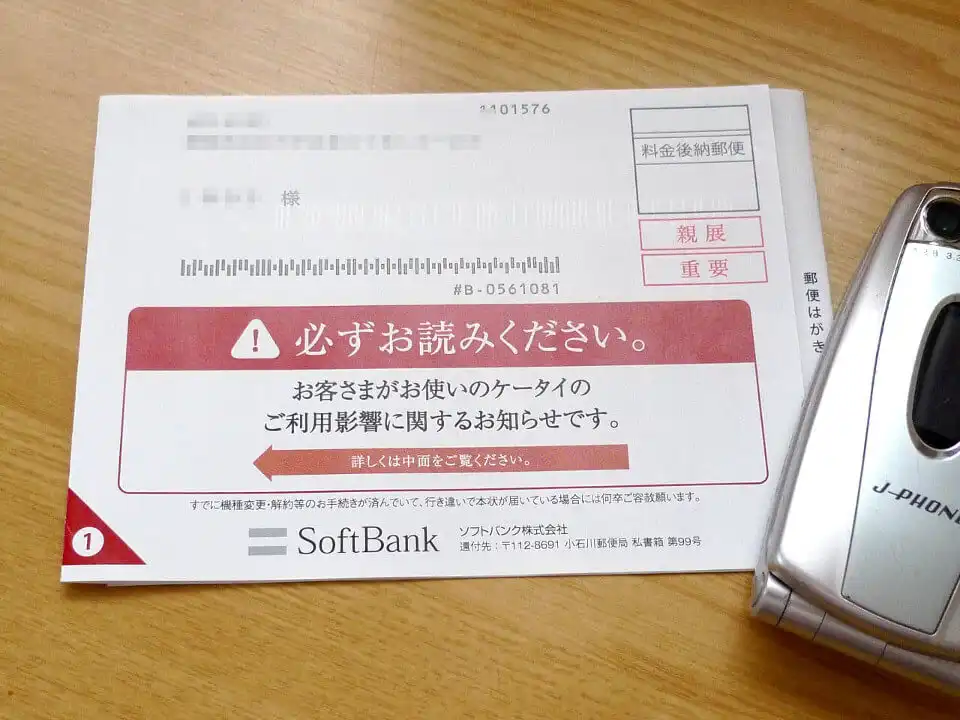 1101576
料金後納郵便
様
親展
重要
#B-0561081
郵便はがき
! 必ずお読みください。
お客さまがお使いのケータイの
ご利用影響に関するお知らせです。
詳しくは中面をご覧ください。
すでに機種変更・解約等のお手続きが済んでいて、行き違いで本状が届いている場合には何卒ご容赦願います。
1
SoftBank
ソフトバンク株式会社
還付先:〒112-8691 小石川郵便局 私書箱 第99号
J-PHONE